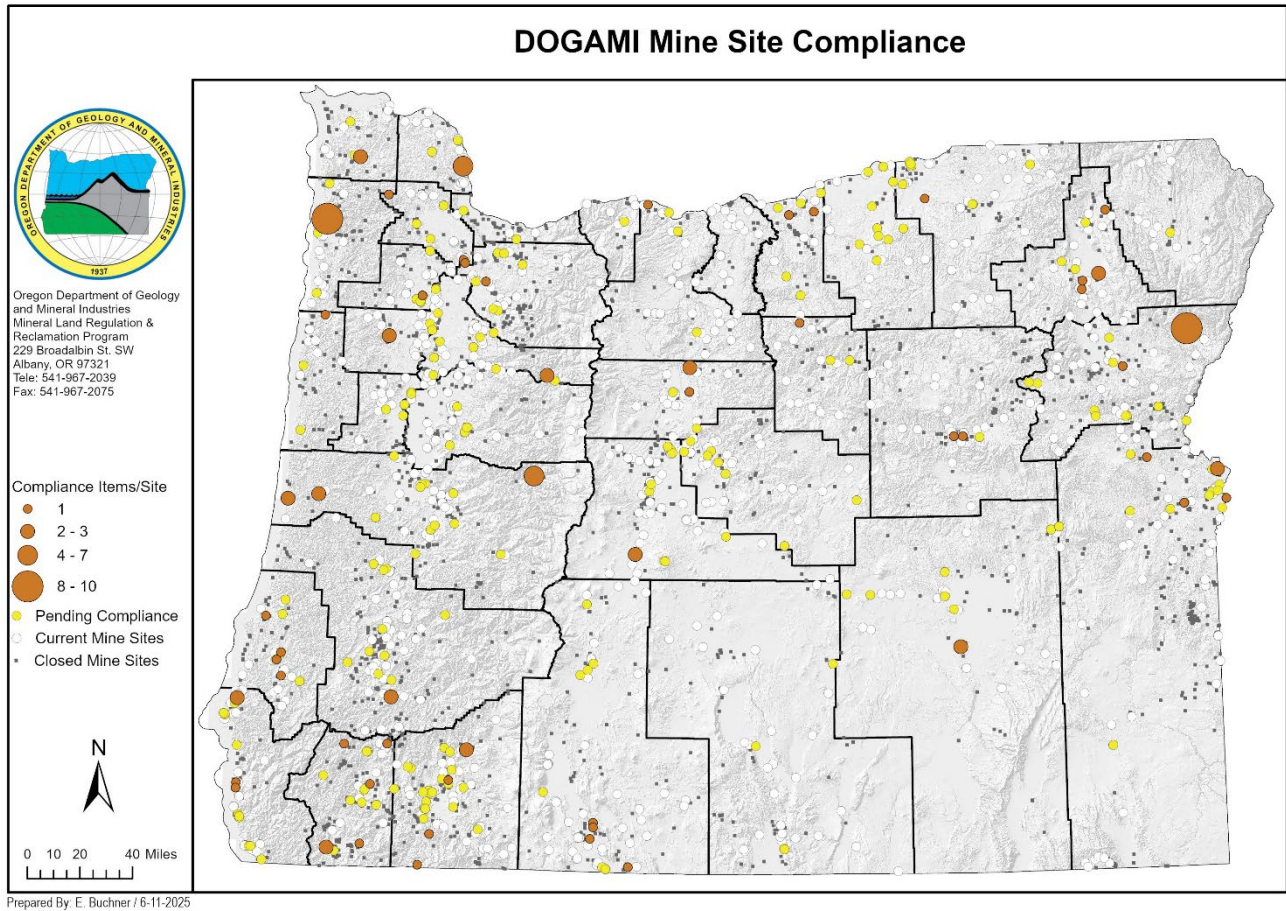 DOGAMI Mine Site Compliance
OREGON DEPARTMENT OF GEOLOGY AND MINERAL INDUSTRIES
1937
Oregon Department of Geology
and Mineral Industries
Mineral Land Regulation &
Reclamation Program
229 Broadalbin St. SW
Albany, OR 97321
Tele: 541-967-2039
Fax: 541-967-2075
Compliance Items/Site
1
2 - 3
4 - 7
8 - 10
Pending Compliance
Current Mine Sites
Closed Mine Sites
N
0 10 20 40 Miles
Prepared By: E. Buchner / 6-11-2025